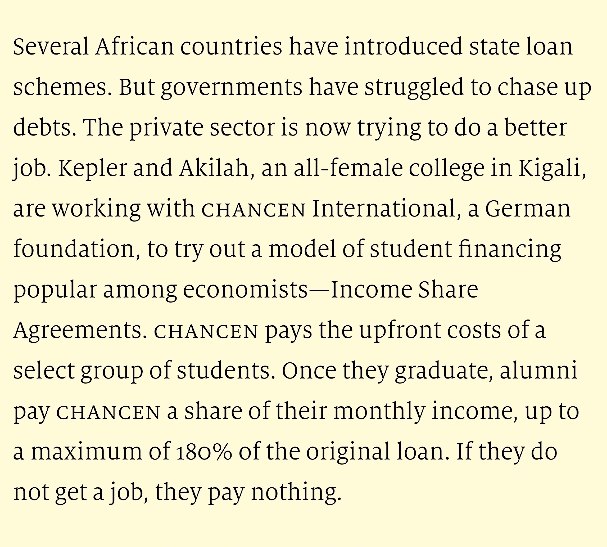 Several African countries have introduced state loan
schemes. But governments have struggled to chase up
debts. The private sector is now trying to do a better
job. Kepler and Akilah, an all-female college in Kigali,
are working with CHANCEN International, a German
foundation, to try out a model of student financing
popular among economists—Income Share
Agreements. CHANCEN pays the upfront costs of a
select group of students. Once they graduate, alumni
pay CHANCEN a share of their monthly income, up to
a maximum of 180% of the original loan. If they do
not get a job, they pay nothing.